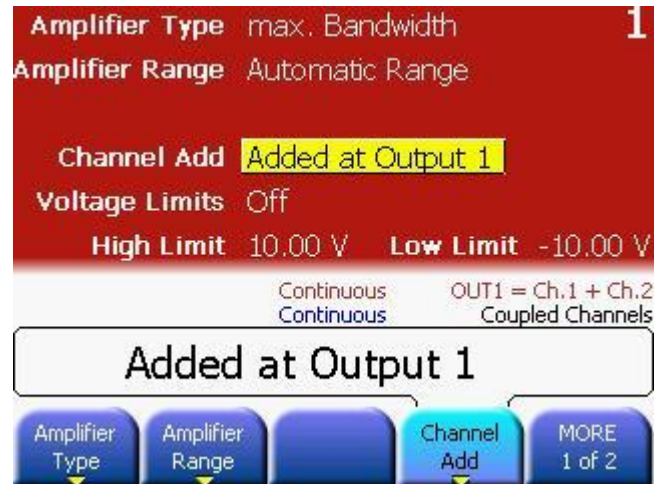 Amplifier Type max. Bandwidth 1
Amplifier Range Automatic Range
Channel Add Added at Output 1
Voltage Limits Off
High Limit 10.00 V Low Limit -10.00 V
Continuous OUT1 = Ch.1 + Ch.2
Continuous Coupled Channels
Added at Output 1
Amplifier Type
Amplifier Range
Channel Add
MORE 1 of 2